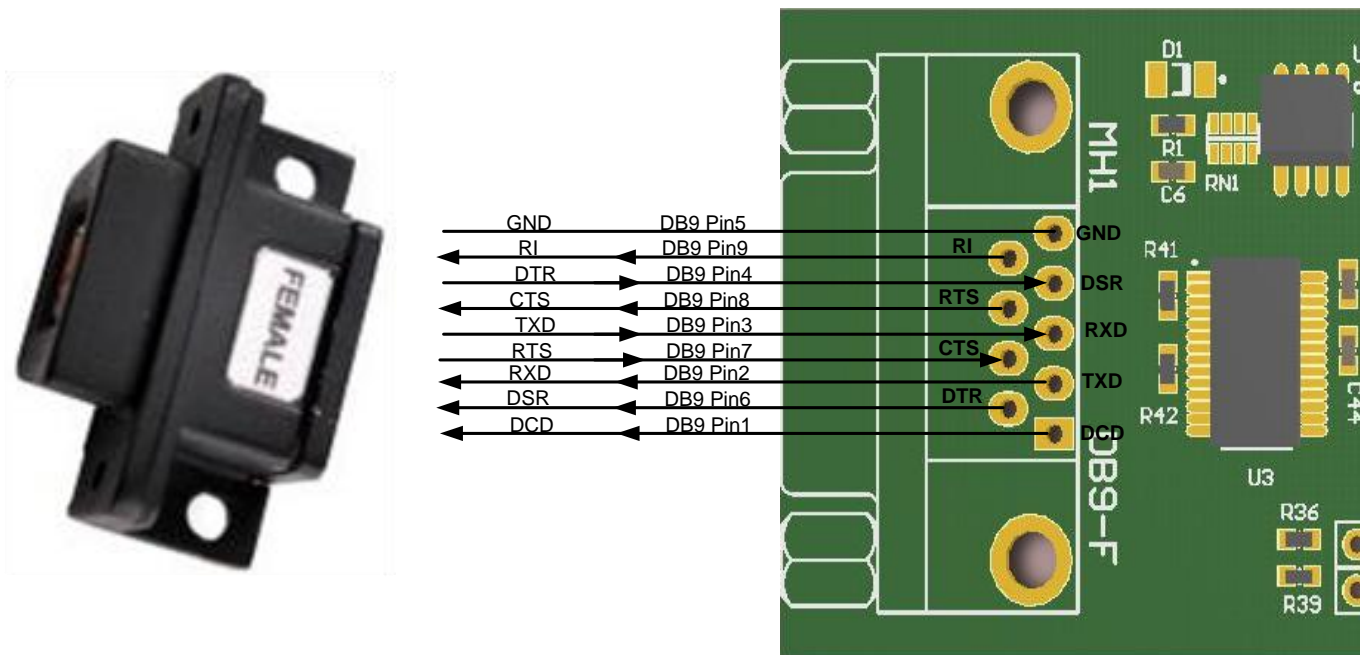 FEMALE
GND DB9 Pin5 GND
RI DB9 Pin9 RI
DTR DB9 Pin4 DSR
CTS DB9 Pin8 RTS
TXD DB9 Pin3 RXD
RTS DB9 Pin7 CTS
RXD DB9 Pin2 TXD
DSR DB9 Pin6 DTR
DCD DB9 Pin1 DCD
MH1
DB9-F
D1
R1
C6
RN1
R41
R42
U3
C44
R36
R39